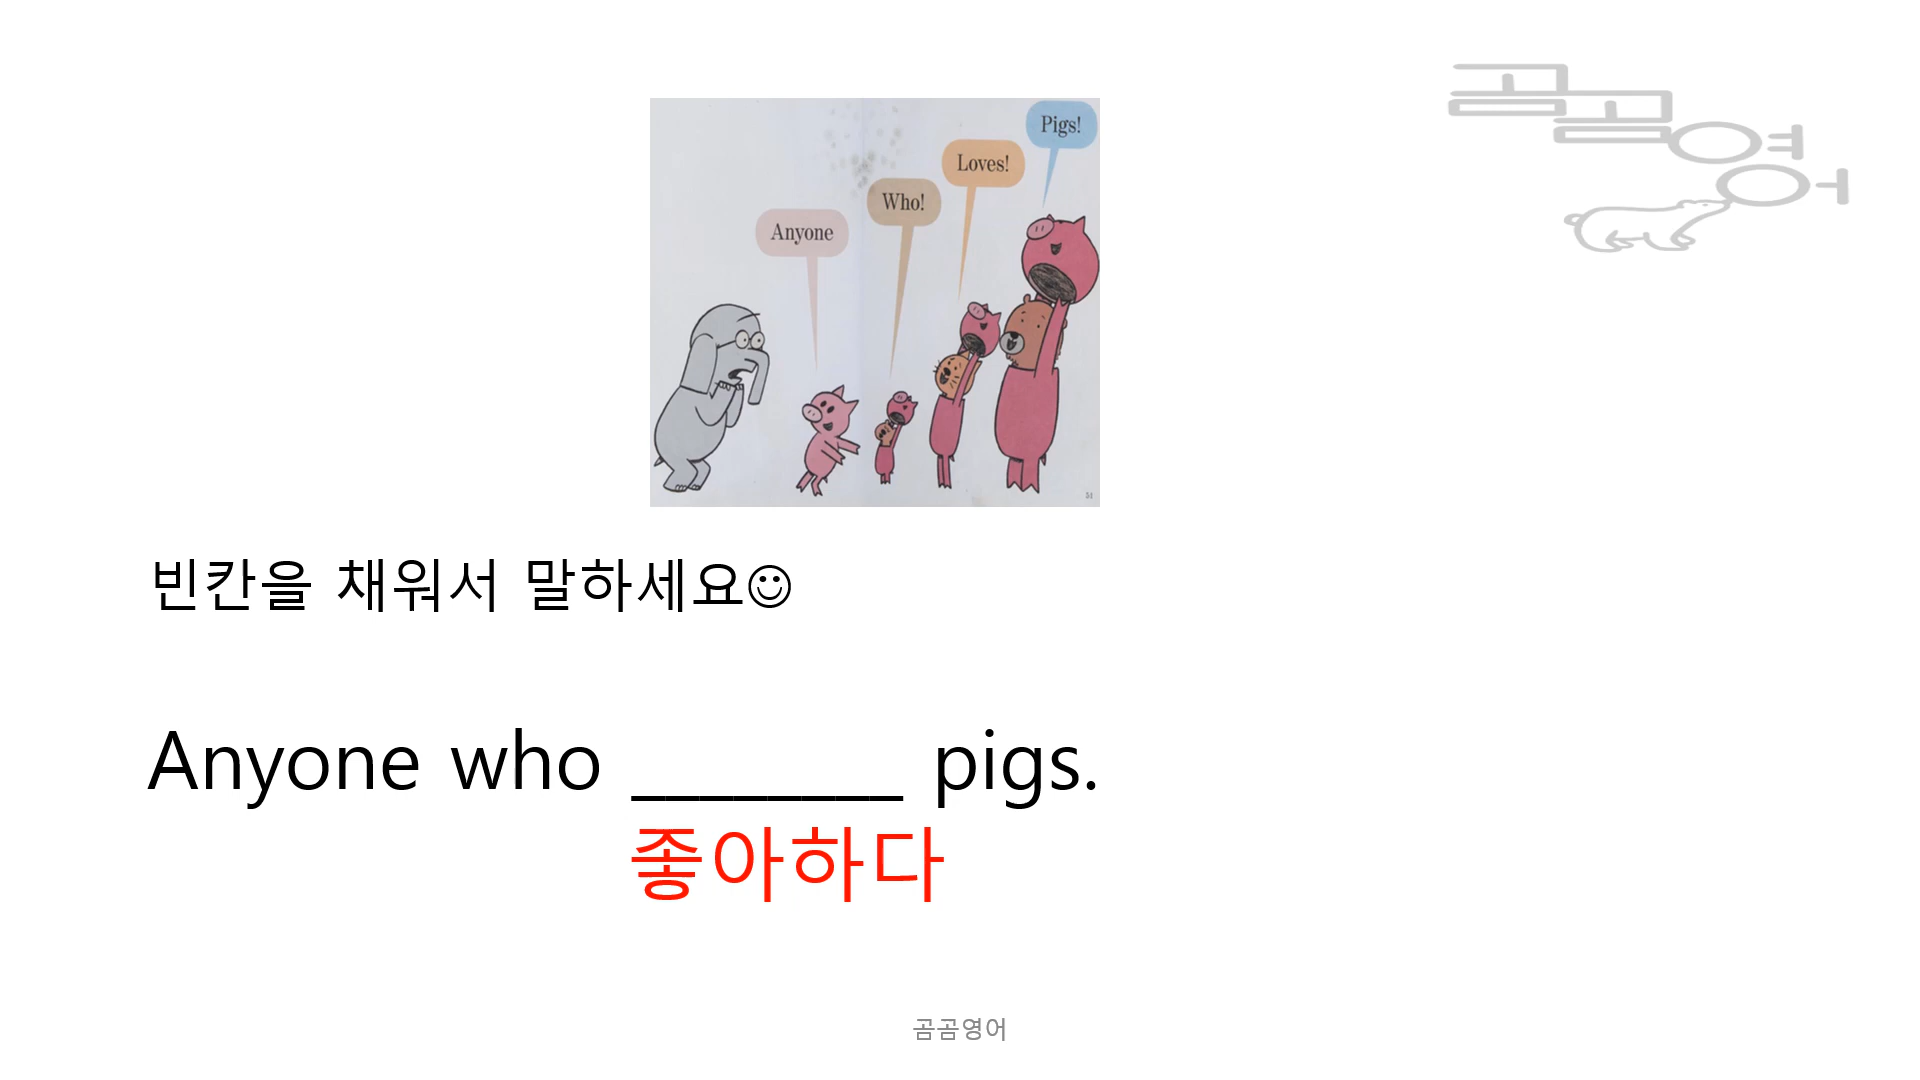 곰곰영어
Pigs!
Loves!
Who!
Anyone
51
빈칸을 채워서 말하세요☺
Anyone who ________ pigs.
좋아하다
곰곰영어